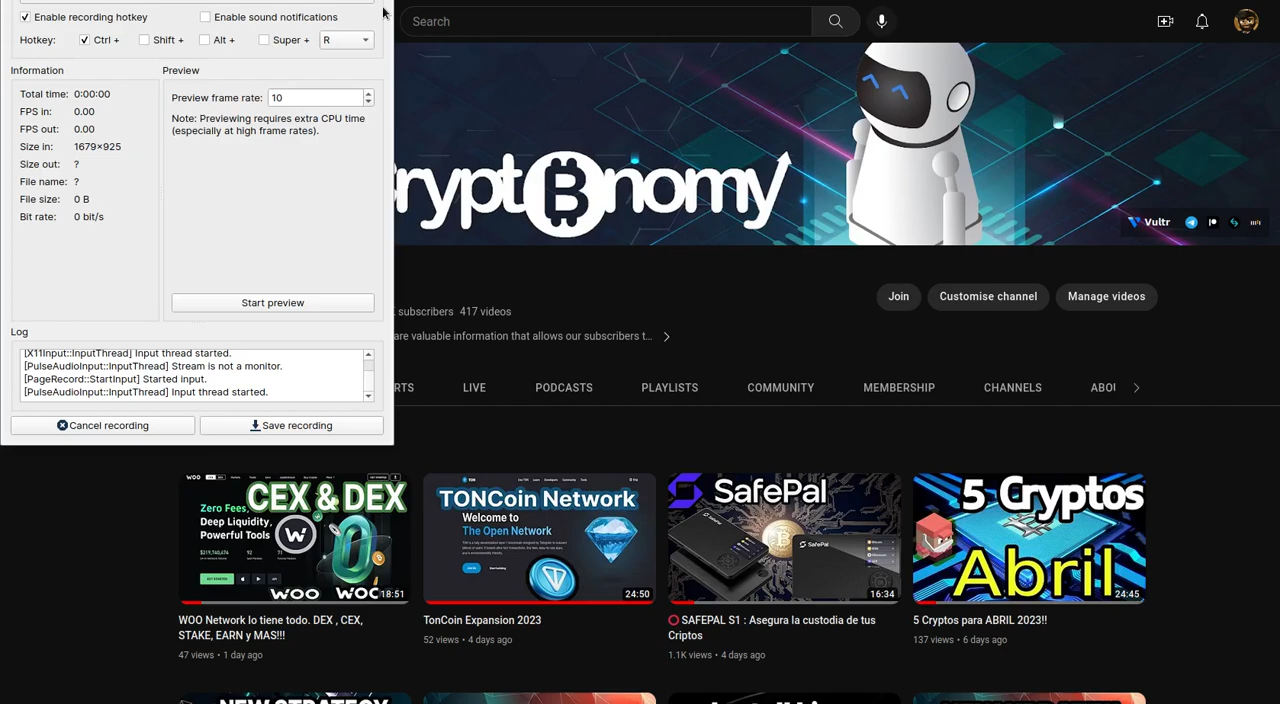 Enable recording hotkey
Enable sound notifications
Hotkey: Ctrl + Shift + Alt + Super + R
Information
Total time: 0:00:00
FPS in: 0.00
FPS out: 0.00
Size in: 1679×925
Size out: ?
File name: ?
File size: 0 B
Bit rate: 0 bit/s
Preview
Preview frame rate: 10
Note: Previewing requires extra CPU time
(especially at high frame rates).
Start preview
Log
[X11Input::InputThread] Input thread started.
[PulseAudioInput::InputThread] Stream is not a monitor.
[PageRecord::StartInput] Started input.
[PulseAudioInput::InputThread] Input thread started.
Cancel recording
Save recording
Search
ryptBnomy
Vultr
subscribers 417 videos
Join
Customise channel
Manage videos
are valuable information that allows our subscribers t...
RTS
LIVE
PODCASTS
PLAYLISTS
COMMUNITY
MEMBERSHIP
CHANNELS
ABOU
WOO
CEX & DEX
Zero Fees,
Deep Liquidity,
Powerful Tools
WOO
WOO
18:51
WOO Network lo tiene todo. DEX , CEX,
STAKE, EARN y MAS!!!
47 views • 1 day ago
TON
TONCoin Network
Welcome to
The Open Network
24:50
TonCoin Expansion 2023
52 views • 4 days ago
SafePal
SafePal
16:34
SAFEPAL S1 : Asegura la custodia de tus
Criptos
1.1K views • 4 days ago
5 Cryptos
Abril
24:45
5 Cryptos para ABRIL 2023!!
137 views • 6 days ago
NEW STRATEGY